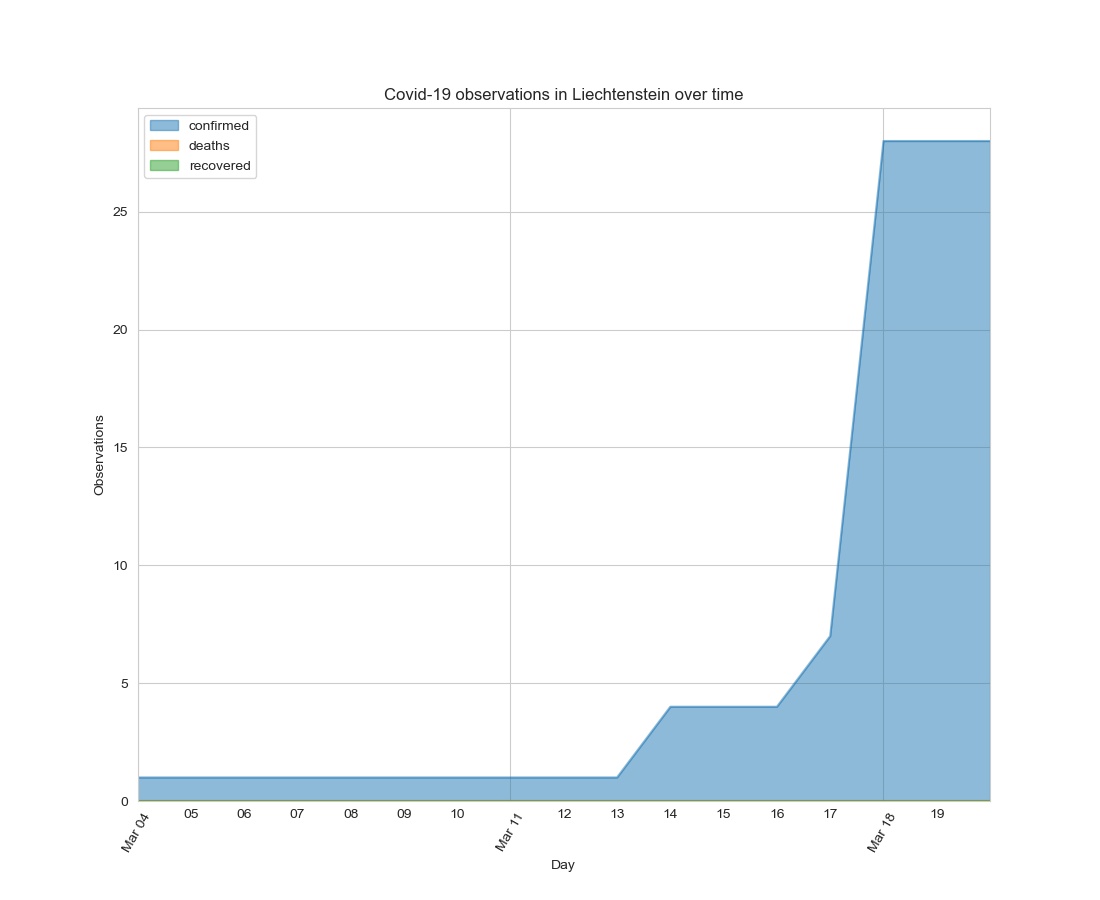 Covid-19 observations in Liechtenstein over time
confirmed
deaths
recovered
25
20
15
10
5
0
Observations
Mar 04
05
06
07
08
09
10
Mar 11
12
13
14
15
16
17
Mar 18
19
Day